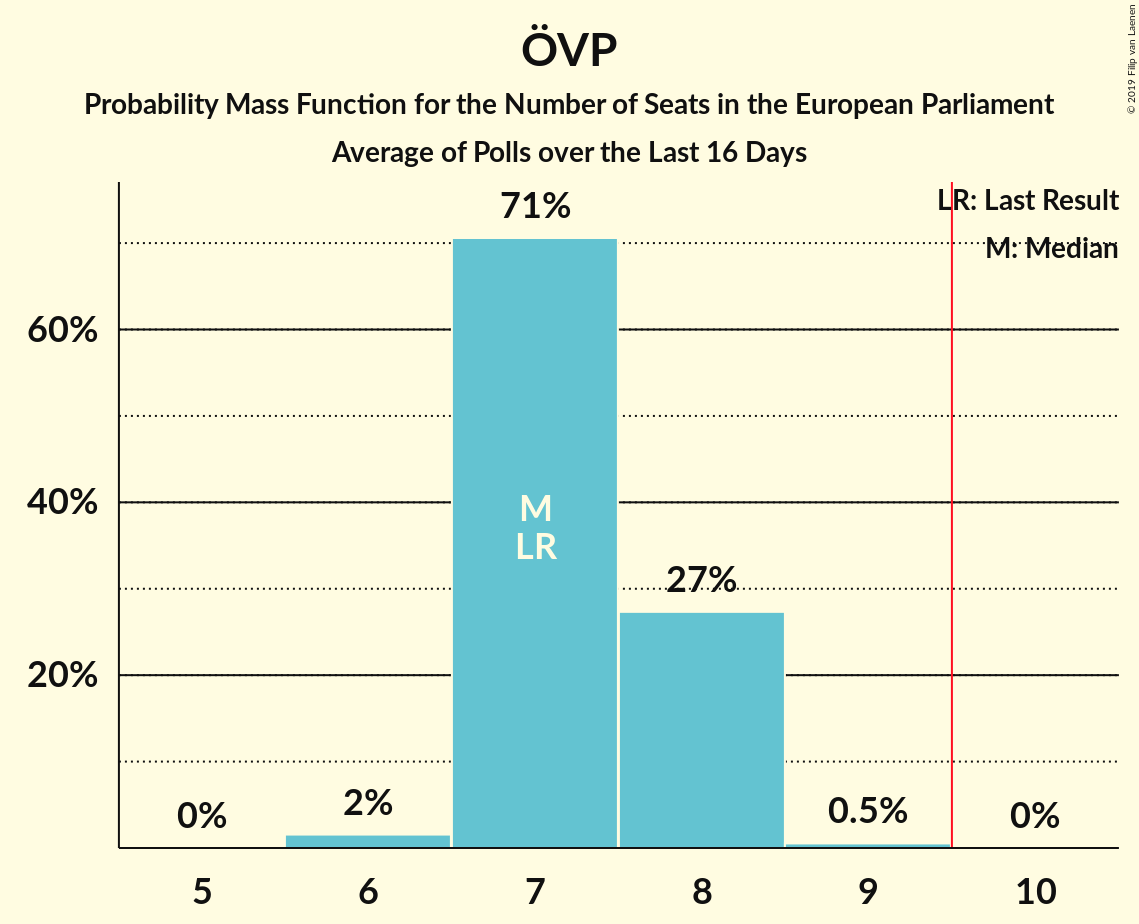 ÖVP
Probability Mass Function for the Number of Seats in the European Parliament
Average of Polls over the Last 16 Days
© 2019 Filip van Laenen
LR: Last Result
M: Median
71%
60%
40%
M
LR
27%
20%
0%
2%
0.5%
0%
5 6 7 8 9 10